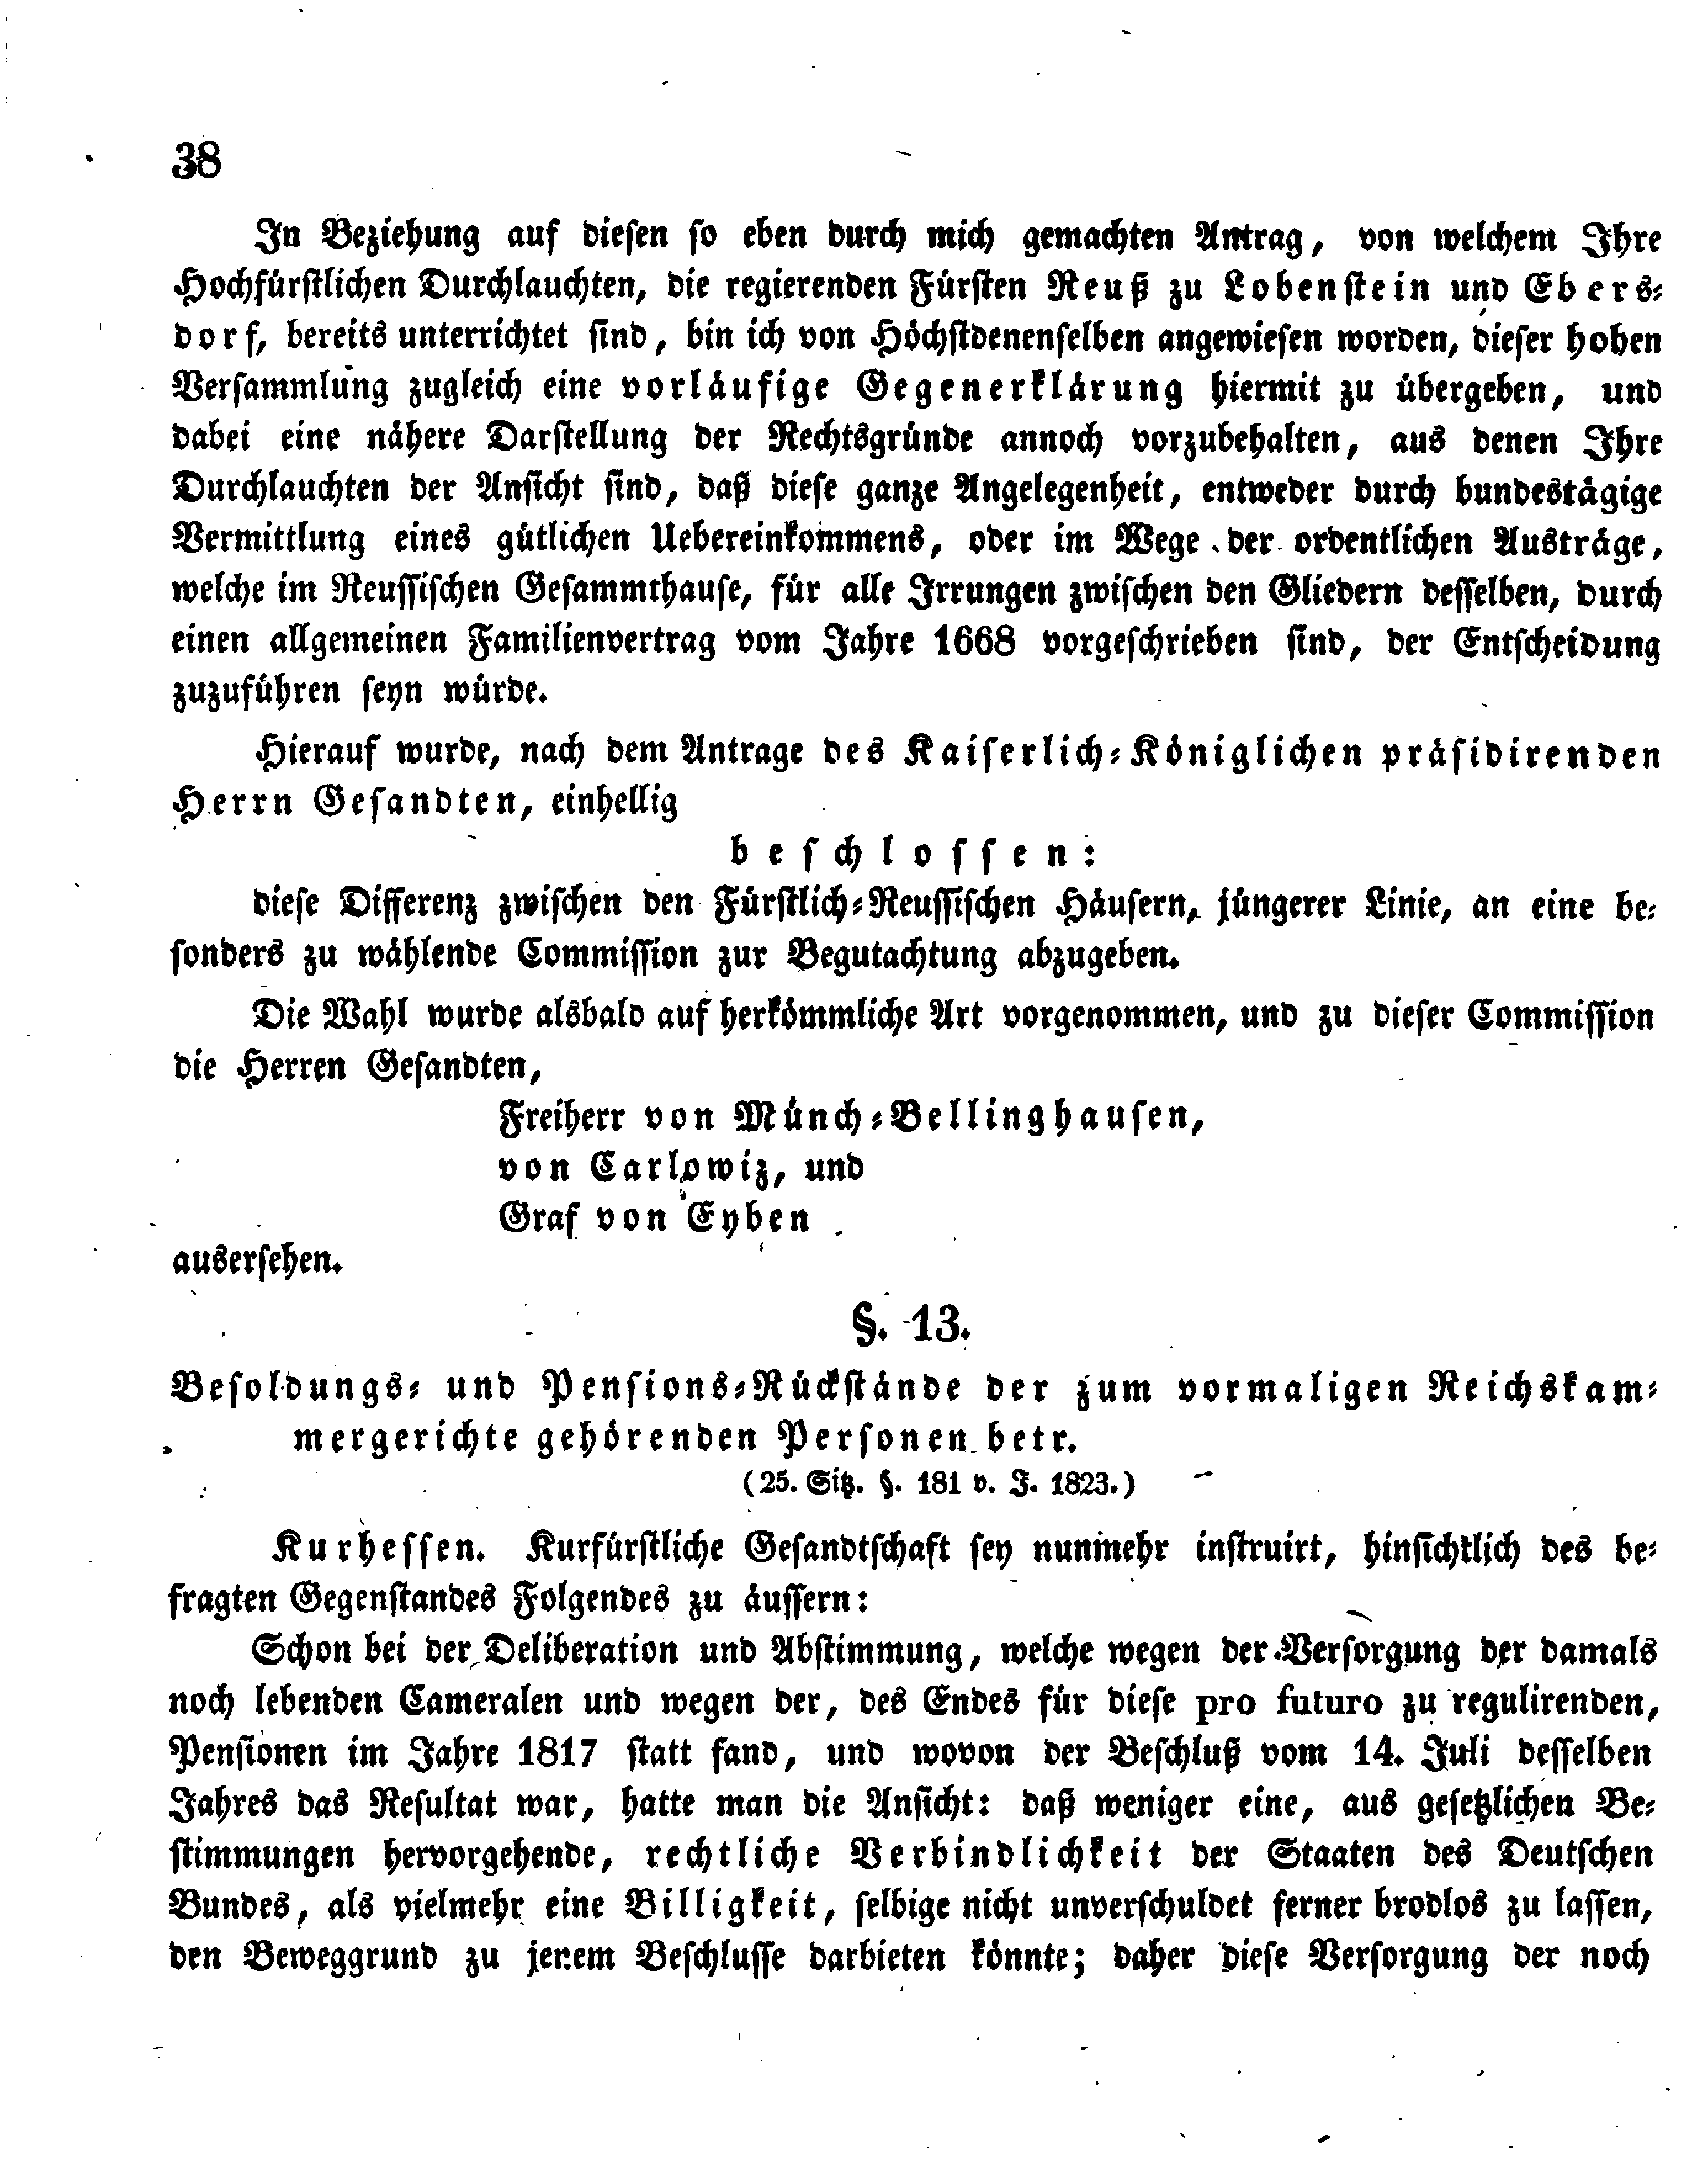 38
In Beziehung auf diesen so eben durch mich gemachten Antrag, von welchem Ihre
Hochfürstlichen Durchlauchten, die regierenden Fürsten Reuß zu Lobenstein und Ebers-
dorf, bereits unterrichtet sind, bin ich von Höchstdenenselben angewiesen worden, dieser hohen
Versammlung zugleich eine vorläufige Gegenerklärung hiermit zu übergeben, und
dabei eine nähere Darstellung der Rechtsgründe annoch vorzubehalten, aus denen Ihre
Durchlauchten der Ansicht sind, daß diese ganze Angelegenheit, entweder durch bundestägige
Vermittlung eines gütlichen Uebereinkommens, oder im Wege der ordentlichen Austräge,
welche im Reussischen Gesammthause, für alle Irrungen zwischen den Gliedern desselben, durch
einen allgemeinen Familienvertrag vom Jahre 1668 vorgeschrieben sind, der Entscheidung
zuzuführen seyn würde.
Hierauf wurde, nach dem Antrage des Kaiserlich-Königlichen präsidirenden
Herrn Gesandten, einhellig
beschlossen:
diese Differenz zwischen den Fürstlich-Reussischen Häusern, jüngerer Linie, an eine be-
sonders zu wählende Commission zur Begutachtung abzugeben.
Die Wahl wurde alsbald auf herkömmliche Art vorgenommen, und zu dieser Commission
die Herren Gesandten,
Freiherr von Münch-Bellinghausen,
von Carlowiz, und
Graf von Eyben
ausersehen.
§. 13.
Besoldungs- und Pensions-Rückstände der zum vormaligen Reichskam-
mergerichte gehörenden Personen betr.
(25. Sitz. §. 181 v. J. 1823.)
Kurhessen. Kurfürstliche Gesandtschaft sey nunmehr instruirt, hinsichtlich des be-
fragten Gegenstandes Folgendes zu äussern:
Schon bei der Deliberation und Abstimmung, welche wegen der Versorgung der damals
noch lebenden Cameralen und wegen der, des Endes für diese pro futuro zu regulirenden,
Pensionen im Jahre 1817 statt fand, und wovon der Beschluß vom 14. Juli desselben
Jahres das Resultat war, hatte man die Ansicht: daß weniger eine, aus gesetzlichen Be-
stimmungen hervorgehende, rechtliche Verbindlichkeit der Staaten des Deutschen
Bundes, als vielmehr eine Billigkeit, selbige nicht unverschuldet ferner brodlos zu lassen,
den Beweggrund zu jenem Beschlusse darbieten könnte; daher diese Versorgung der noch